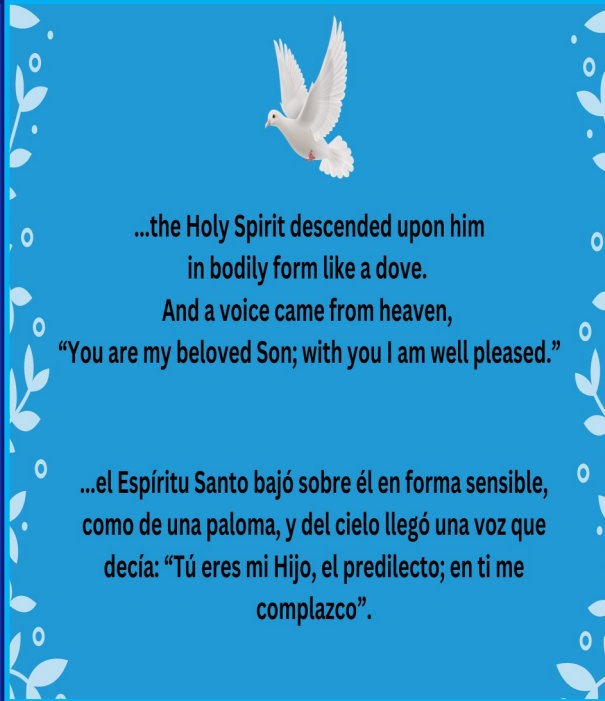 ...the Holy Spirit descended upon him
in bodily form like a dove.
And a voice came from heaven,
“You are my beloved Son; with you I am well pleased.”
...el Espíritu Santo bajó sobre él en forma sensible,
como de una paloma, y del cielo llegó una voz que
decía: “Tú eres mi Hijo, el predilecto; en ti me
complazco”.